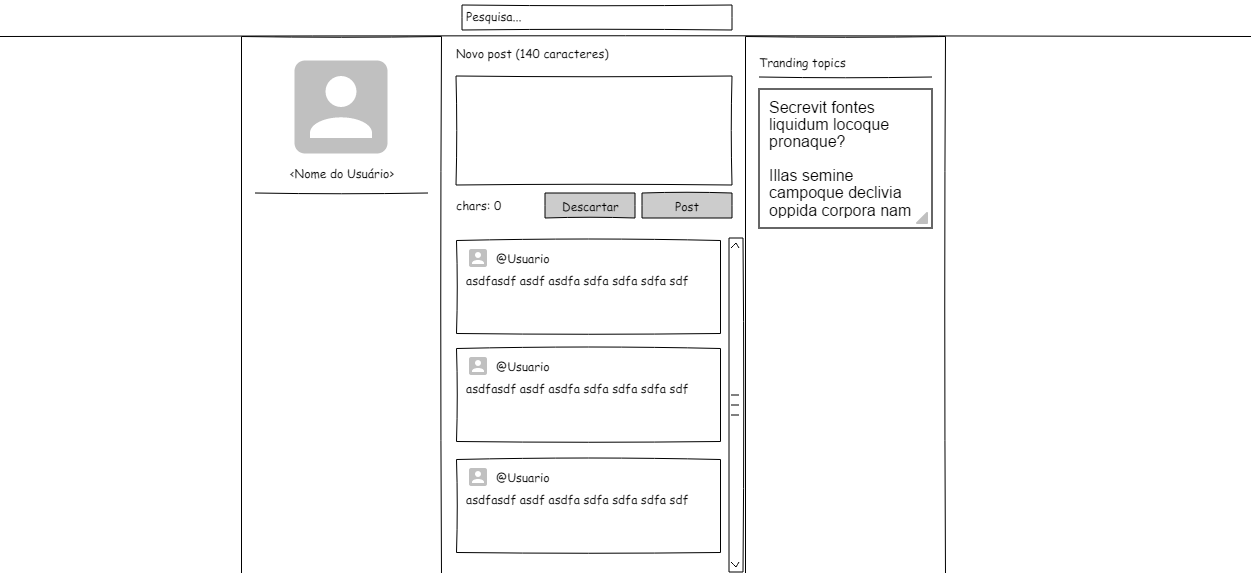 Pesquisa...
<Nome do Usuário>
Novo post (140 caracteres)
chars: 0
Descartar
Post
@Usuario
asdfasdf asdf asdfa sdfa sdfa sdfa sdf
@Usuario
asdfasdf asdf asdfa sdfa sdfa sdfa sdf
@Usuario
asdfasdf asdf asdfa sdfa sdfa sdfa sdf
Tranding topics
Secrevit fontes
liquidum locoque
pronaque?
Illas semine
campoque declivia
oppida corpora nam